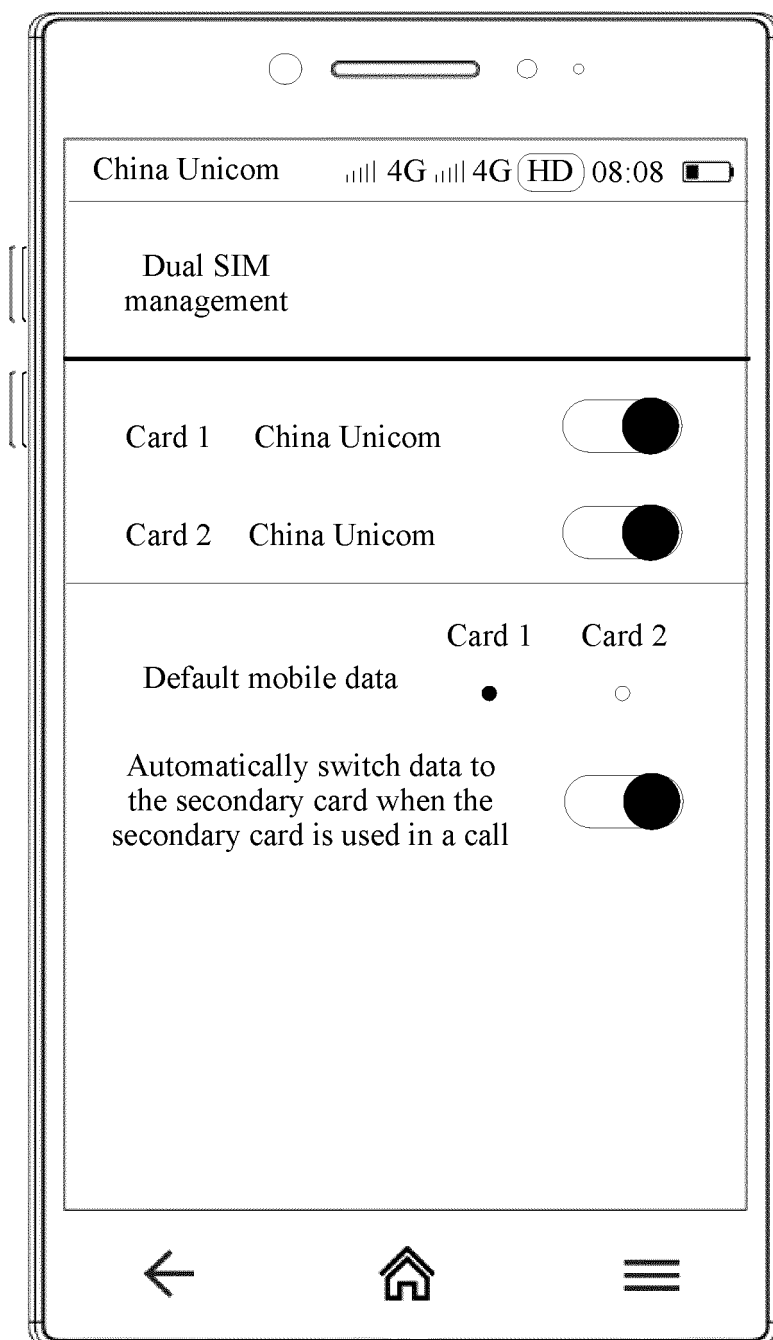 China Unicom 4G 4G HD 08:08
Dual SIM
management
Card 1 China Unicom
Card 2 China Unicom
Card 1 Card 2
Default mobile data
Automatically switch data to
the secondary card when the
secondary card is used in a call